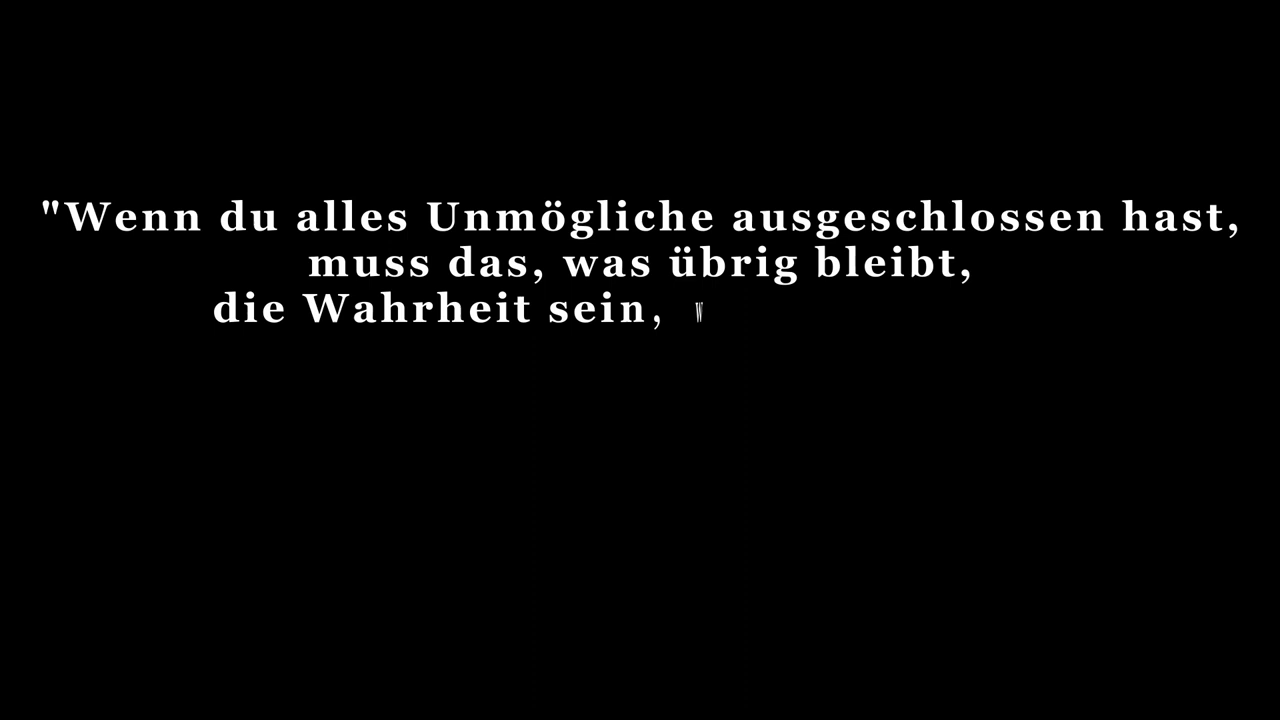 "Wenn du alles Unmögliche ausgeschlossen hast,
muss das, was übrig bleibt,
die Wahrheit sein, w